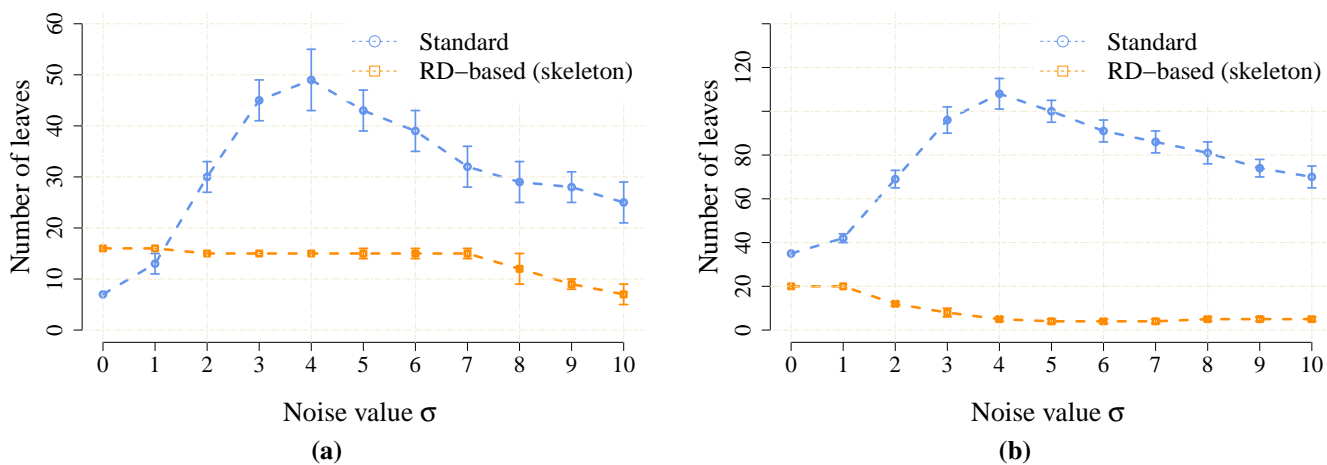 Number of leaves
60
50
40
30
20
10
0
Standard
RD−based (skeleton)
0 1 2 3 4 5 6 7 8 9 10
Noise value σ
(a)
Number of leaves
120
80
60
40
20
0
Standard
RD−based (skeleton)
0 1 2 3 4 5 6 7 8 9 10
Noise value σ
(b)